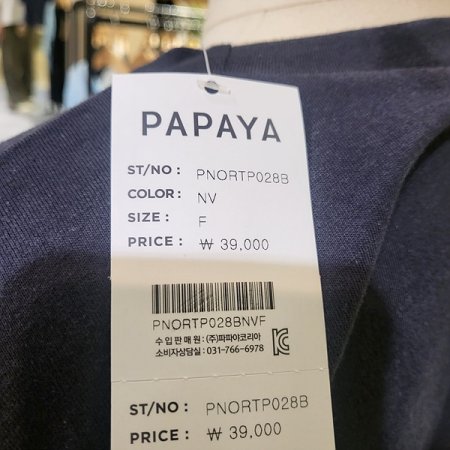 PAPAYA
ST/NO : PNORTP028B
COLOR : NV
SIZE : F
PRICE : ₩ 39,000
PNORTP028BNVF
수 입 판 매 원 : (주)파파야코리아
소비자상담실 : 031-766-6978
ST/NO : PNORTP028B
PRICE : ₩ 39,000